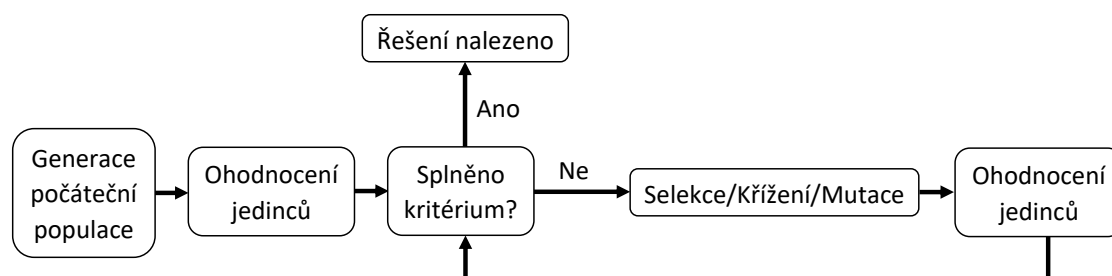 Řešení nalezeno
Ano
Generace
počáteční
populace
Ohodnocení
jedinců
Splněno
kritérium?
Ne
Selekce/Křížení/Mutace
Ohodnocení
jedinců